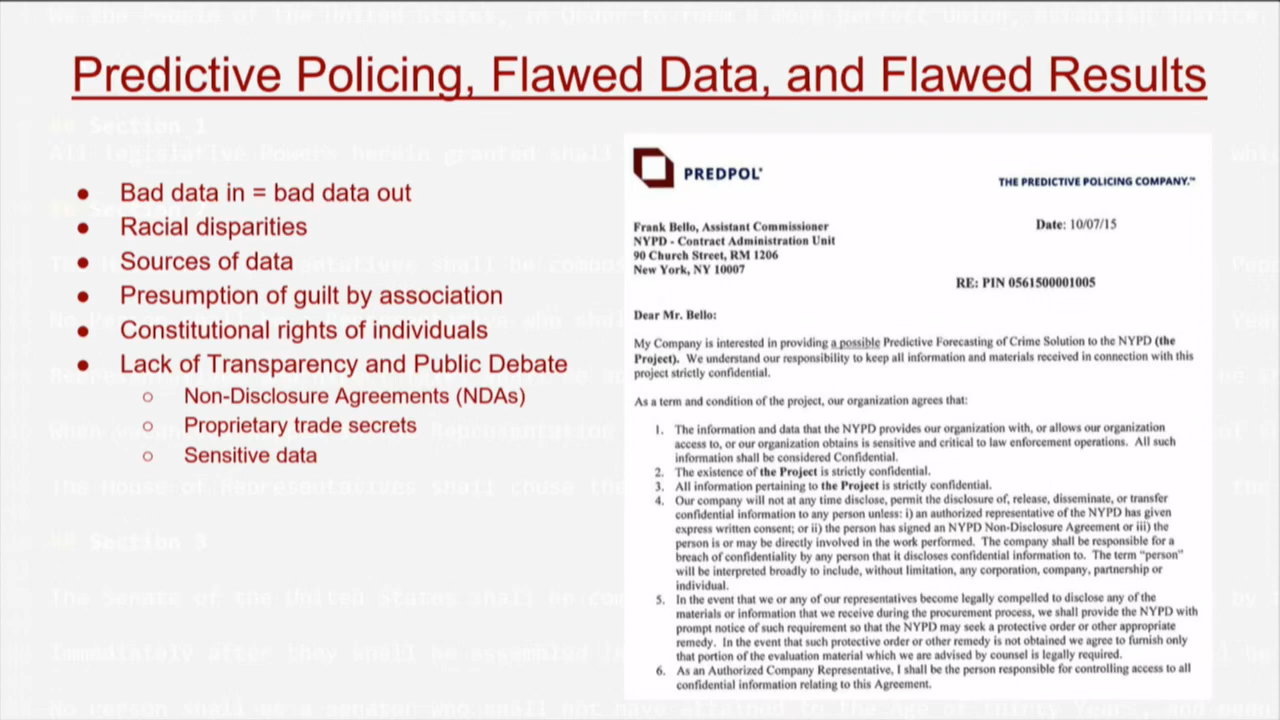 Predictive Policing, Flawed Data, and Flawed Results
● Bad data in = bad data out
● Racial disparities
● Sources of data
● Presumption of guilt by association
● Constitutional rights of individuals
● Lack of Transparency and Public Debate
○ Non-Disclosure Agreements (NDAs)
○ Proprietary trade secrets
○ Sensitive data
PREDPOL
THE PREDICTIVE POLICING COMPANY.™
Frank Bello, Assistant Commissioner
Date: 10/07/15
NYPD - Contract Administration Unit
90 Church Street, RM 1206
New York, NY 10007
RE: PIN 0561500001005
Dear Mr. Bello:
My Company is interested in providing a possible Predictive Forecasting of Crime Solution to the NYPD (the
Project). We understand our responsibility to keep all information and materials received in connection with this
project strictly confidential.
As a term and condition of the project, our organization agrees that:
1. The information and data that the NYPD provides our organization with, or allows our organization
access to, or our organization obtains is sensitive and critical to law enforcement operations. All such
information shall be considered Confidential.
2. The existence of the Project is strictly confidential.
3. All information pertaining to the Project is strictly confidential.
4. Our company will not at any time disclose, permit the disclosure of, release, disseminate, or transfer
confidential information to any person unless: i) an authorized representative of the NYPD has given
express written consent; or ii) the person has signed an NYPD Non-Disclosure Agreement or iii) the
person is or may be directly involved in the work performed. The company shall be responsible for a
breach of confidentiality by any person that it discloses confidential information to. The term "person"
will be interpreted broadly to include, without limitation, any corporation, company, partnership or
individual.
5. In the event that we or any of our representatives become legally compelled to disclose any of the
materials or information that we receive during the procurement process, we shall provide the NYPD with
prompt notice of such requirement so that the NYPD may seek a protective order or other appropriate
remedy. In the event that such protective order or other remedy is not obtained we agree to furnish only
that portion of the evaluation material which we are advised by counsel is legally required.
6. As an Authorized Company Representative, I shall be the person responsible for controlling access to all
confidential information relating to this Agreement.